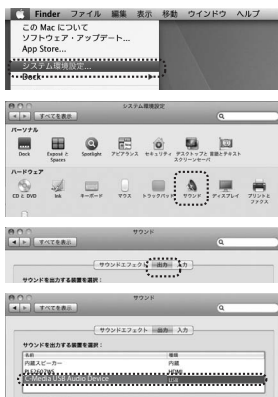 Finder ファイル 編集 表示 移動 ウインドウ ヘルプ
この Mac について
ソフトウェア・アップデート...
App Store...
システム環境設定...
Dock
システム環境設定
すべてを表示
パーソナル
Dock Exposé と Spaces Spotlight アピアランス セキュリティ デスクトップと スクリーンセーバ 言語とテキスト
ハードウェア
CD と DVD Ink キーボード マウス トラックパッド サウンド ディスプレイ プリントと ファクス
サウンド
すべてを表示
サウンドエフェクト 出力 入力
サウンドを出力する装置を選択：
サウンド
すべてを表示
サウンドエフェクト 出力 入力
サウンドを出力する装置を選択：
名前 種類
内蔵スピーカー 内蔵
HDMI
C-Media USB Audio Device USB